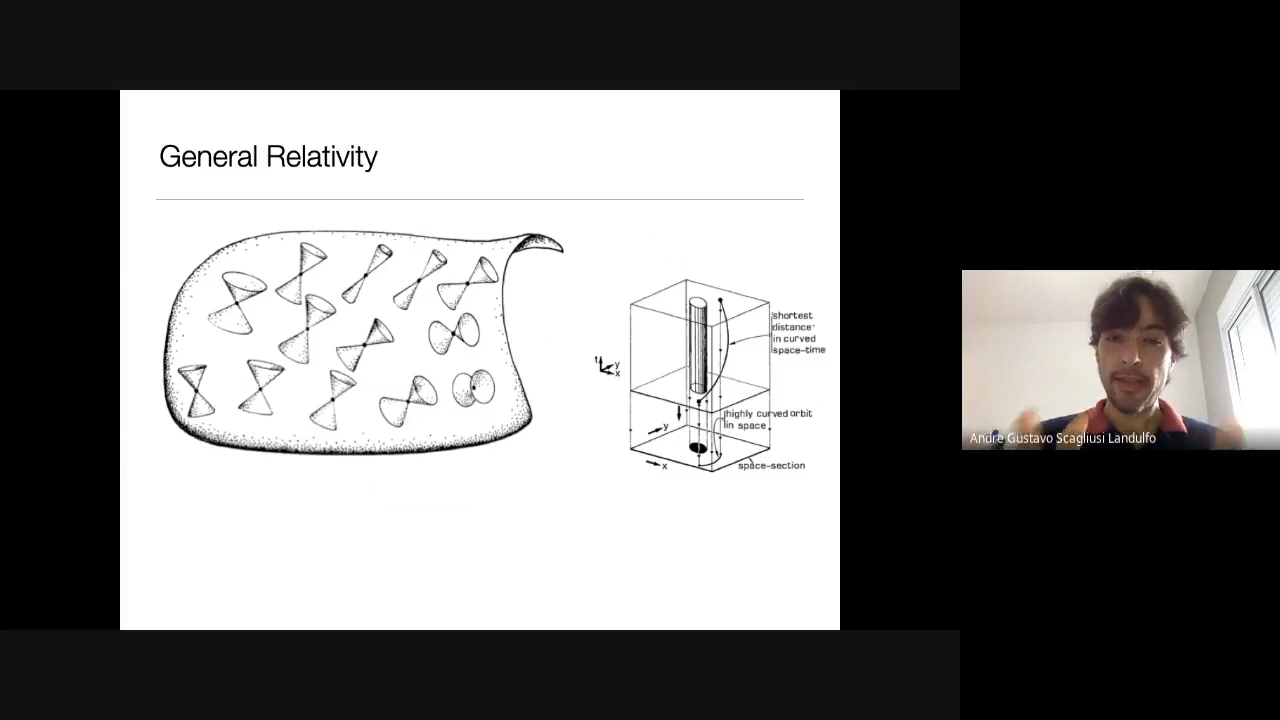 General Relativity
shortest
distance
in curved
space-time
t
y
x
highly curved orbit
in space
y
x
space-section
Andre Gustavo Scagliusi Landulfo